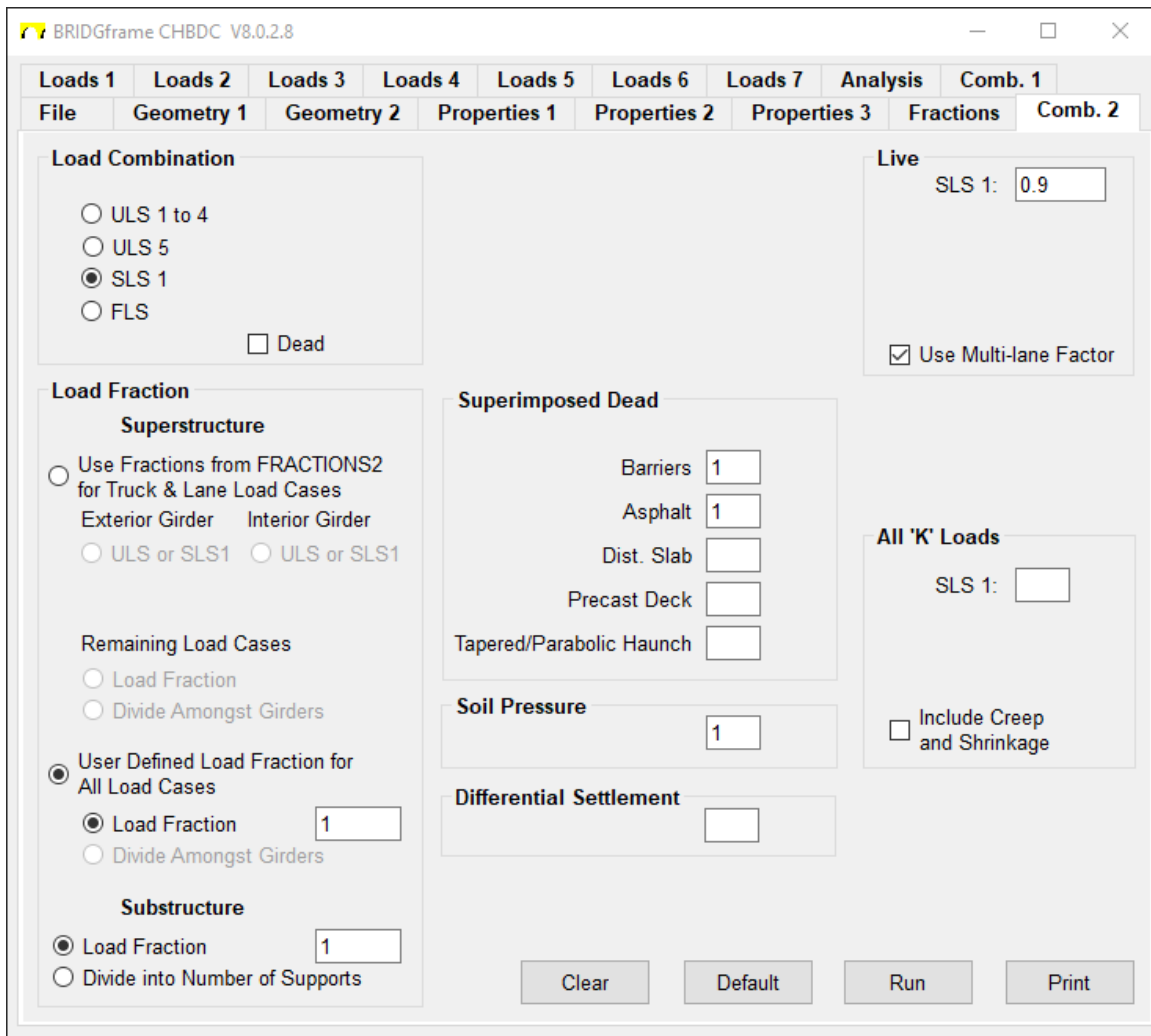 BRIDGframe CHBDC V8.0.2.8
Loads 1 Loads 2 Loads 3 Loads 4 Loads 5 Loads 6 Loads 7 Analysis Comb. 1
File Geometry 1 Geometry 2 Properties 1 Properties 2 Properties 3 Fractions Comb. 2
Load Combination
ULS 1 to 4
ULS 5
SLS 1
FLS
Dead
Load Fraction
Superstructure
Use Fractions from FRACTIONS2
for Truck & Lane Load Cases
Exterior Girder Interior Girder
ULS or SLS1 ULS or SLS1
Remaining Load Cases
Load Fraction
Divide Amongst Girders
User Defined Load Fraction for
All Load Cases
Load Fraction 1
Divide Amongst Girders
Substructure
Load Fraction 1
Divide into Number of Supports
Superimposed Dead
Barriers 1
Asphalt 1
Dist. Slab
Precast Deck
Tapered/Parabolic Haunch
Soil Pressure
1
Differential Settlement
Live
SLS 1: 0.9
Use Multi-lane Factor
All 'K' Loads
SLS 1:
Include Creep
and Shrinkage
Clear Default Run Print